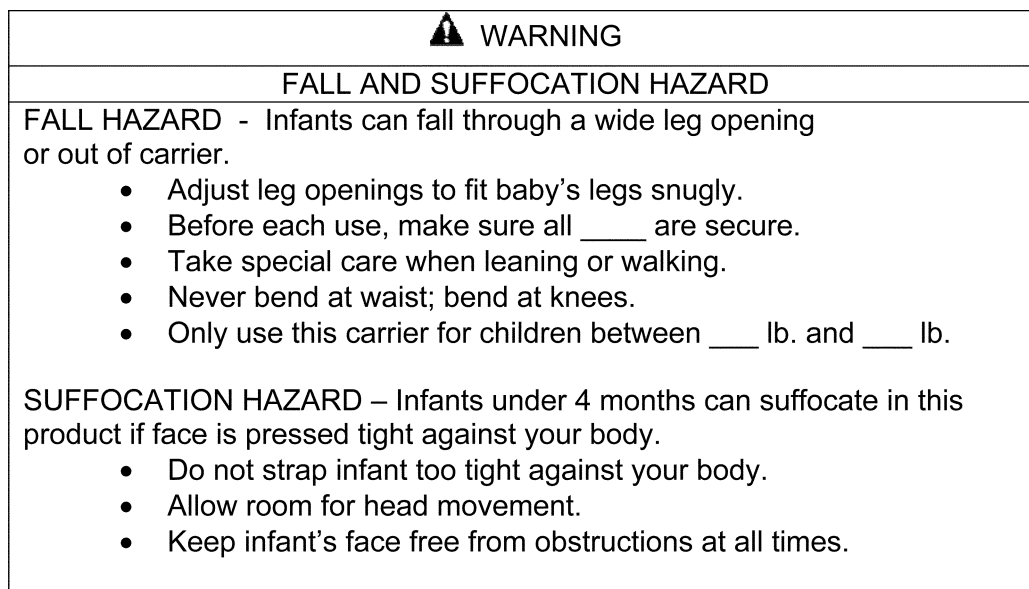 WARNING
FALL AND SUFFOCATION HAZARD
FALL HAZARD - Infants can fall through a wide leg opening
or out of carrier.
• Adjust leg openings to fit baby’s legs snugly.
• Before each use, make sure all ____ are secure.
• Take special care when leaning or walking.
• Never bend at waist; bend at knees.
• Only use this carrier for children between ___ lb. and ___ lb.
SUFFOCATION HAZARD – Infants under 4 months can suffocate in this
product if face is pressed tight against your body.
• Do not strap infant too tight against your body.
• Allow room for head movement.
• Keep infant’s face free from obstructions at all times.